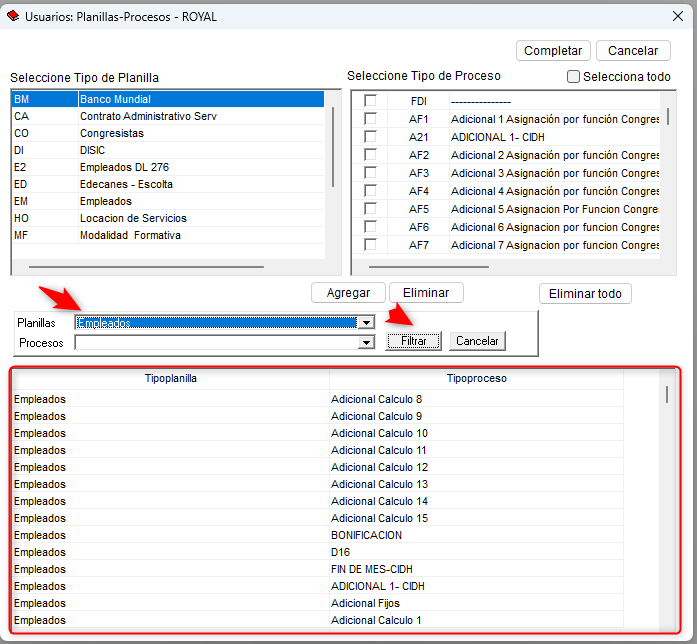 Usuarios: Planillas-Procesos - ROYAL
Completar Cancelar
Seleccione Tipo de Planilla
Seleccione Tipo de Proceso Selecciona todo
BM Banco Mundial
CA Contrato Administrativo Serv
CO Congresistas
DI DISIC
E2 Empleados DL 276
ED Edecanes - Escolta
EM Empleados
HO Locacion de Servicios
MF Modalidad Formativa
FDI ---------------
AF1 Adicional 1 Asignación por función Congres
A21 ADICIONAL 1- CIDH
AF2 Adicional 2 Asignación por función Congres
AF3 Adicional 3 Asignación por función Congres
AF4 Adicional 4 Asignación por función Congres
AF5 Adicional 5 Asignacion Por Funcion Congres
AF6 Adicional 6 Asignacion por funcion Congres
AF7 Adicional 7 Asignacion por funcion Congres
Agregar Eliminar Eliminar todo
Planillas Empleados
Procesos Filtrar Cancelar
Tipoplanilla Tipoproceso
Empleados Adicional Calculo 8
Empleados Adicional Calculo 9
Empleados Adicional Calculo 10
Empleados Adicional Calculo 11
Empleados Adicional Calculo 12
Empleados Adicional Calculo 13
Empleados Adicional Calculo 14
Empleados Adicional Calculo 15
Empleados BONIFICACION
Empleados D16
Empleados FIN DE MES-CIDH
Empleados ADICIONAL 1- CIDH
Empleados Adicional Fijos
Empleados Adicional Calculo 1